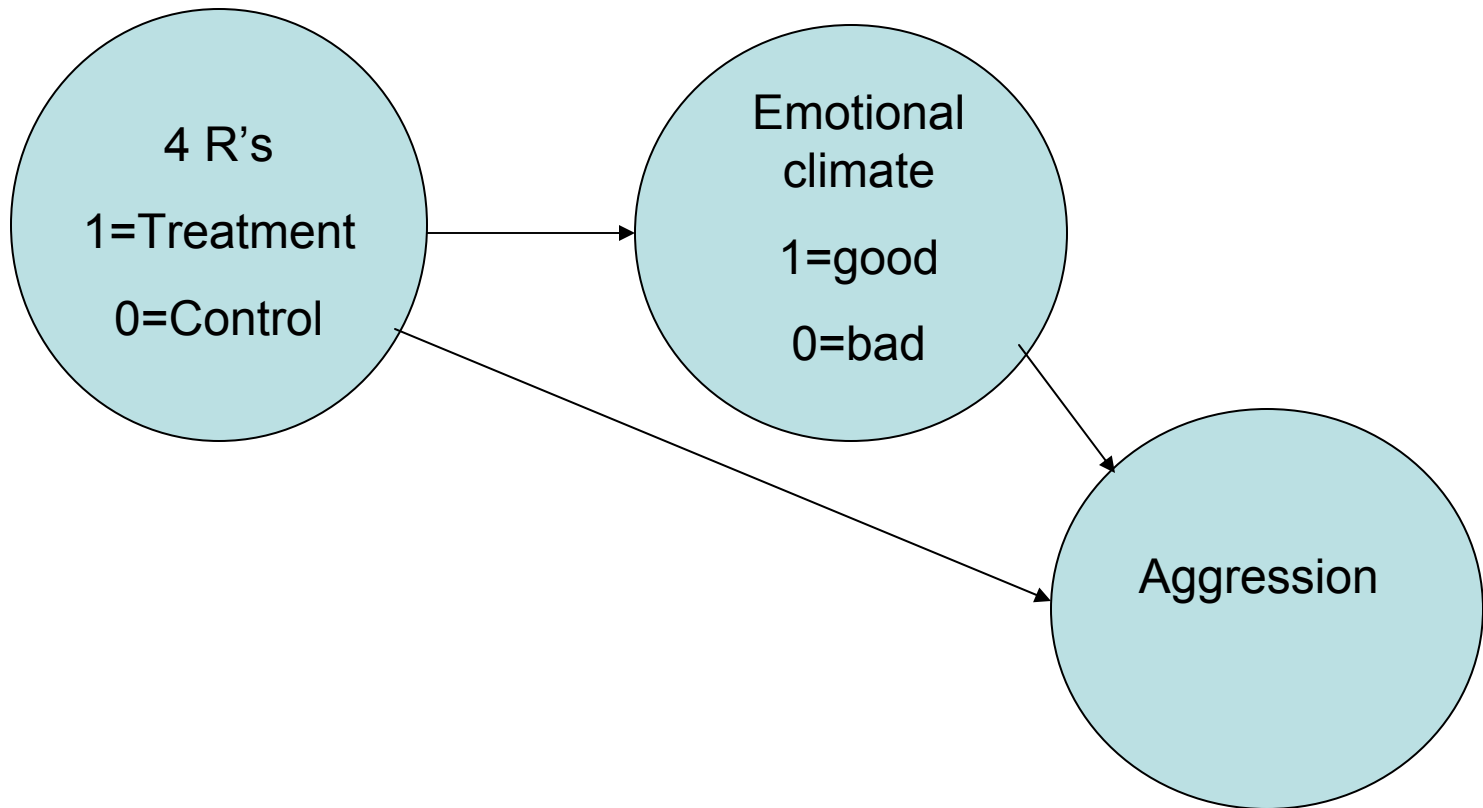 4 R’s
1=Treatment
0=Control
Emotional
climate
1=good
0=bad
Aggression